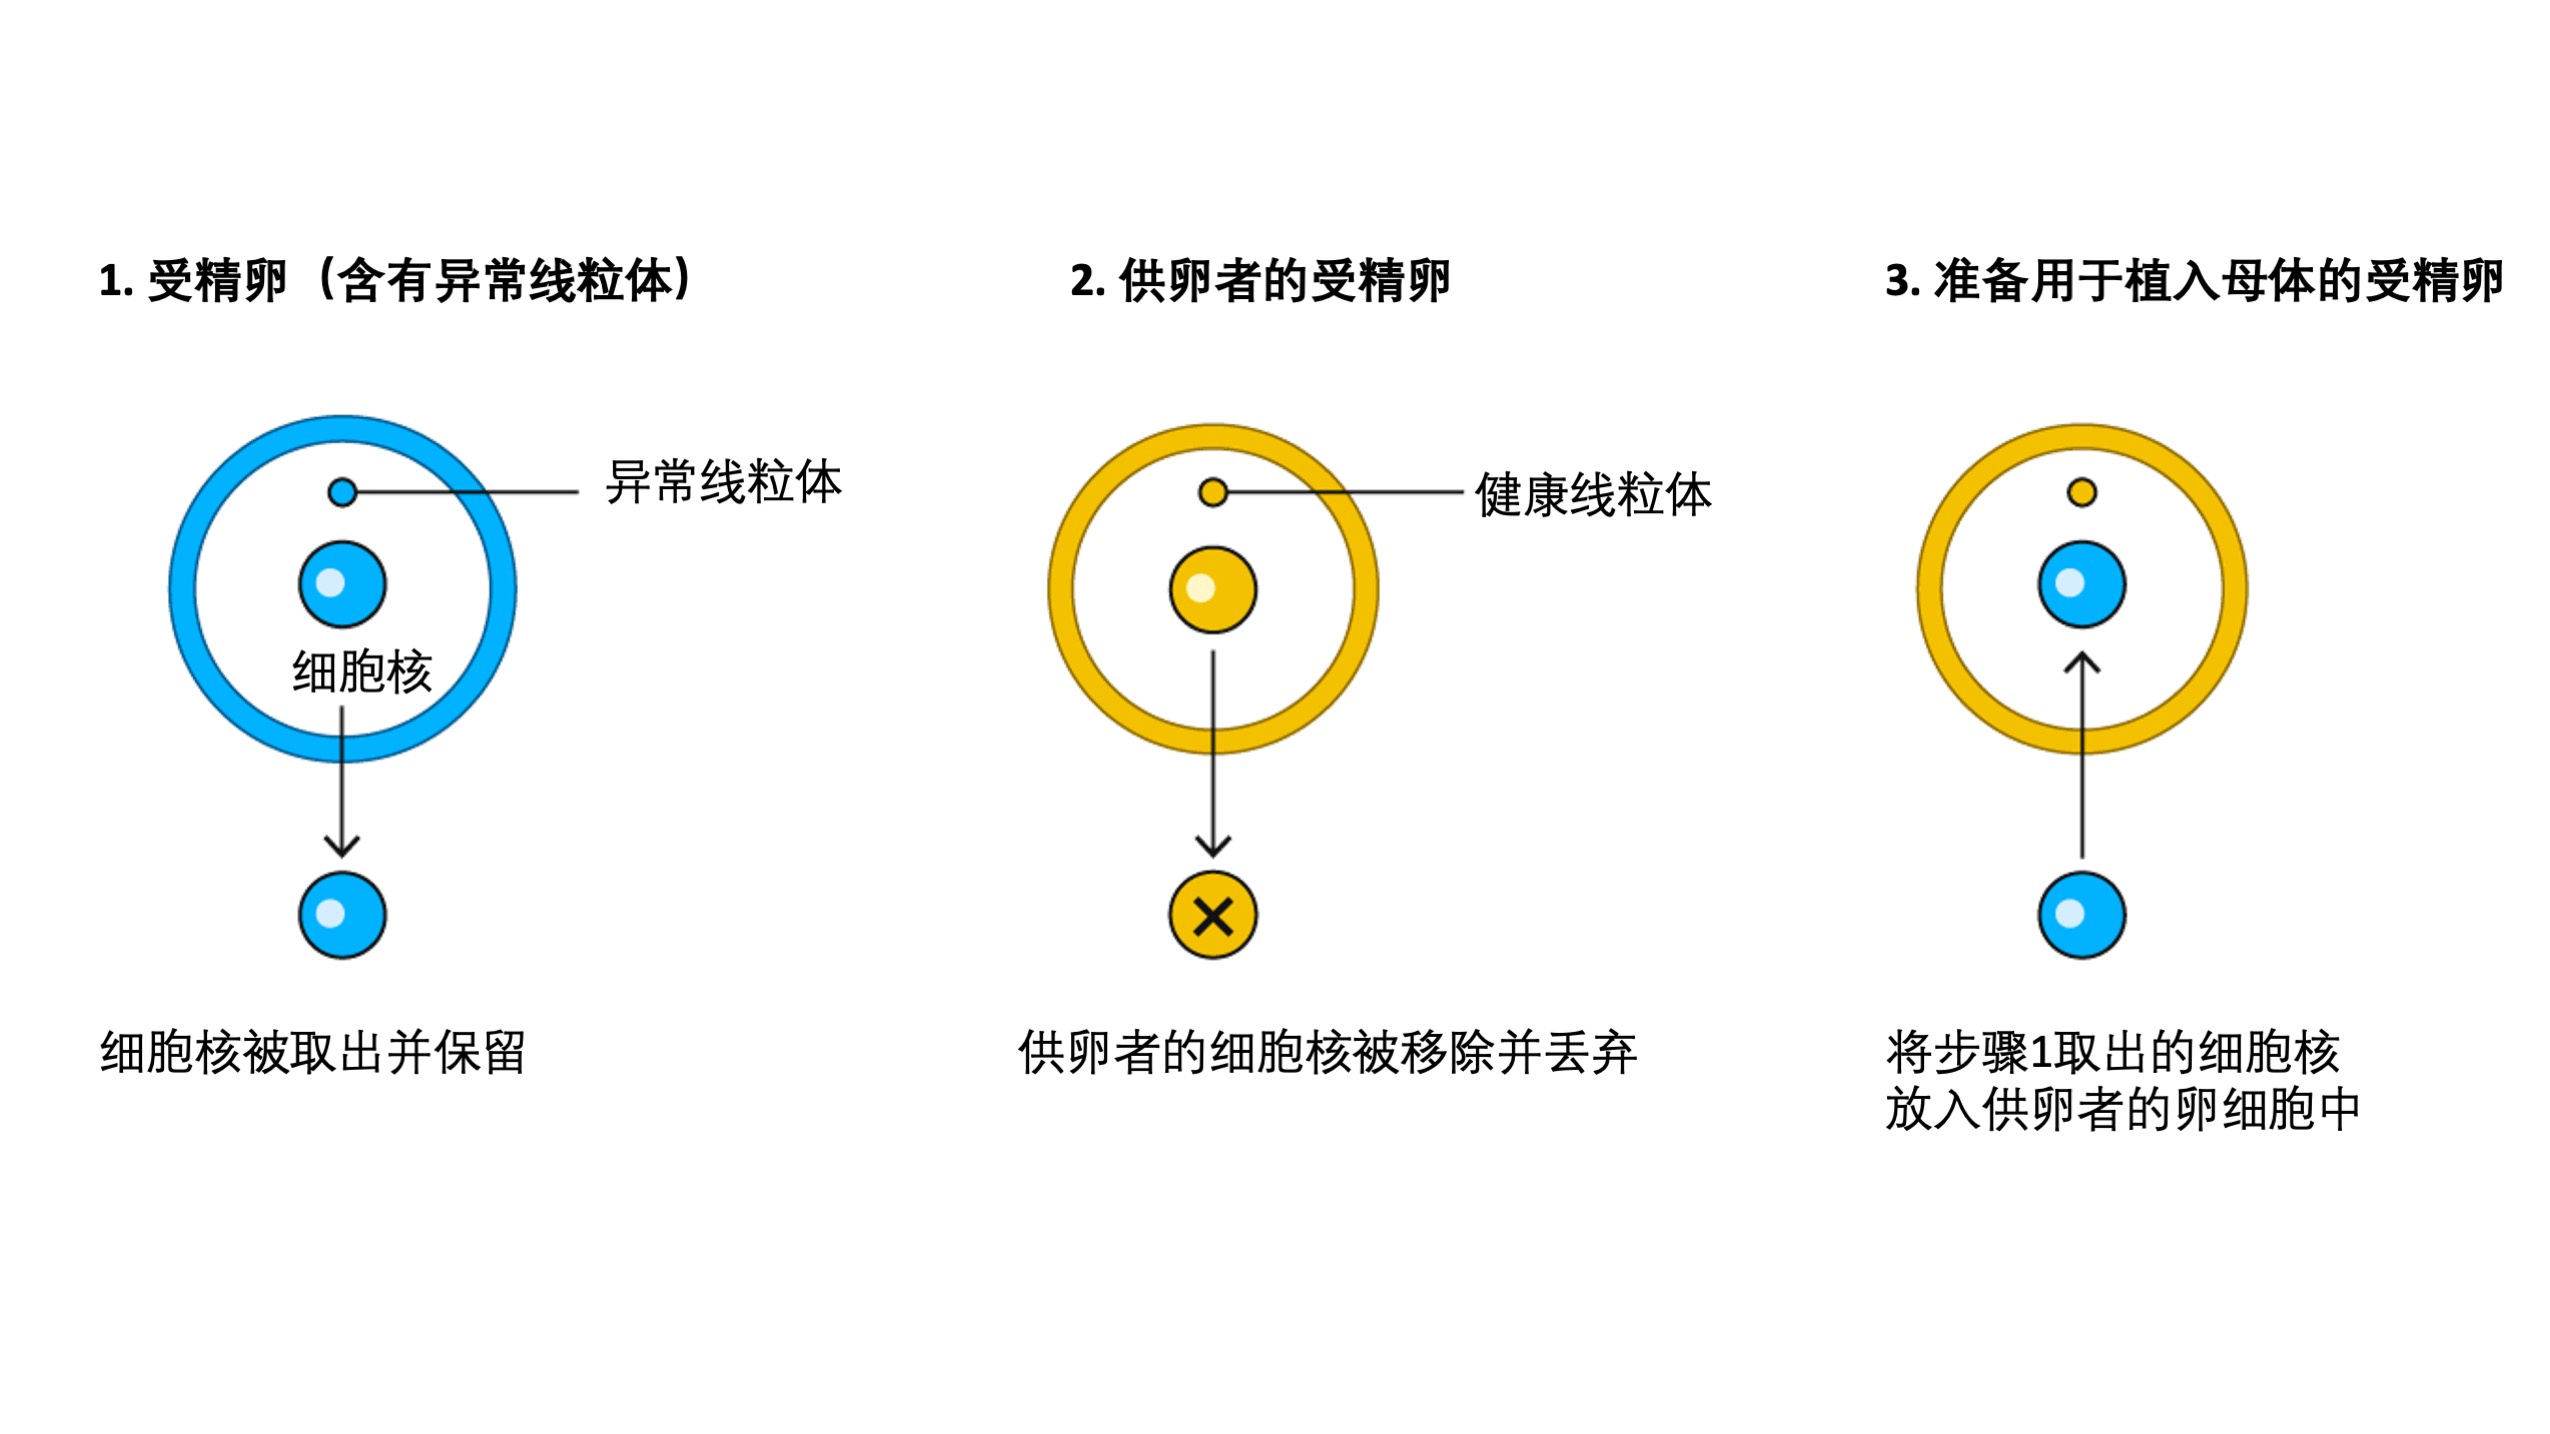 1. 受精卵（含有异常线粒体）
2. 供卵者的受精卵
3. 准备用于植入母体的受精卵
异常线粒体
健康线粒体
细胞核
细胞核被取出并保留
供卵者的细胞核被移除并丢弃
将步骤1取出的细胞核
放入供卵者的卵细胞中